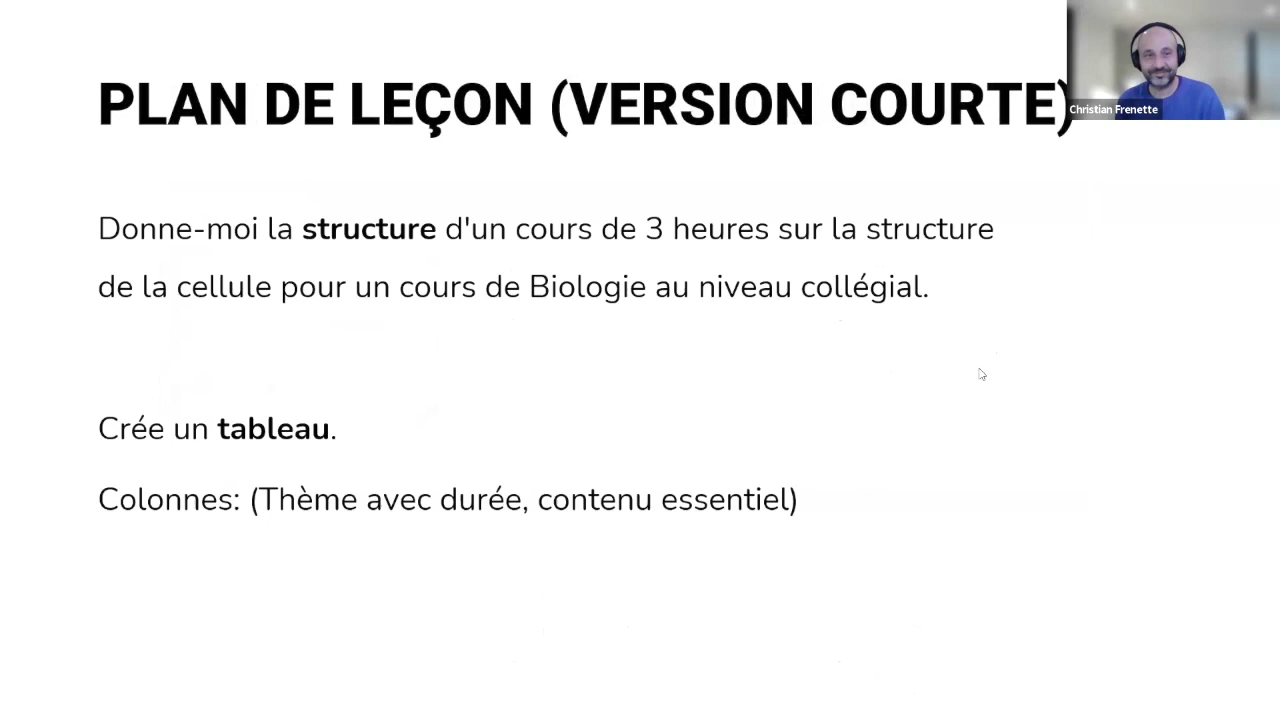 PLAN DE LEÇON (VERSION COURTE)
Christian Frenette
Donne-moi la structure d'un cours de 3 heures sur la structure
de la cellule pour un cours de Biologie au niveau collégial.
Crée un tableau.
Colonnes: (Thème avec durée, contenu essentiel)